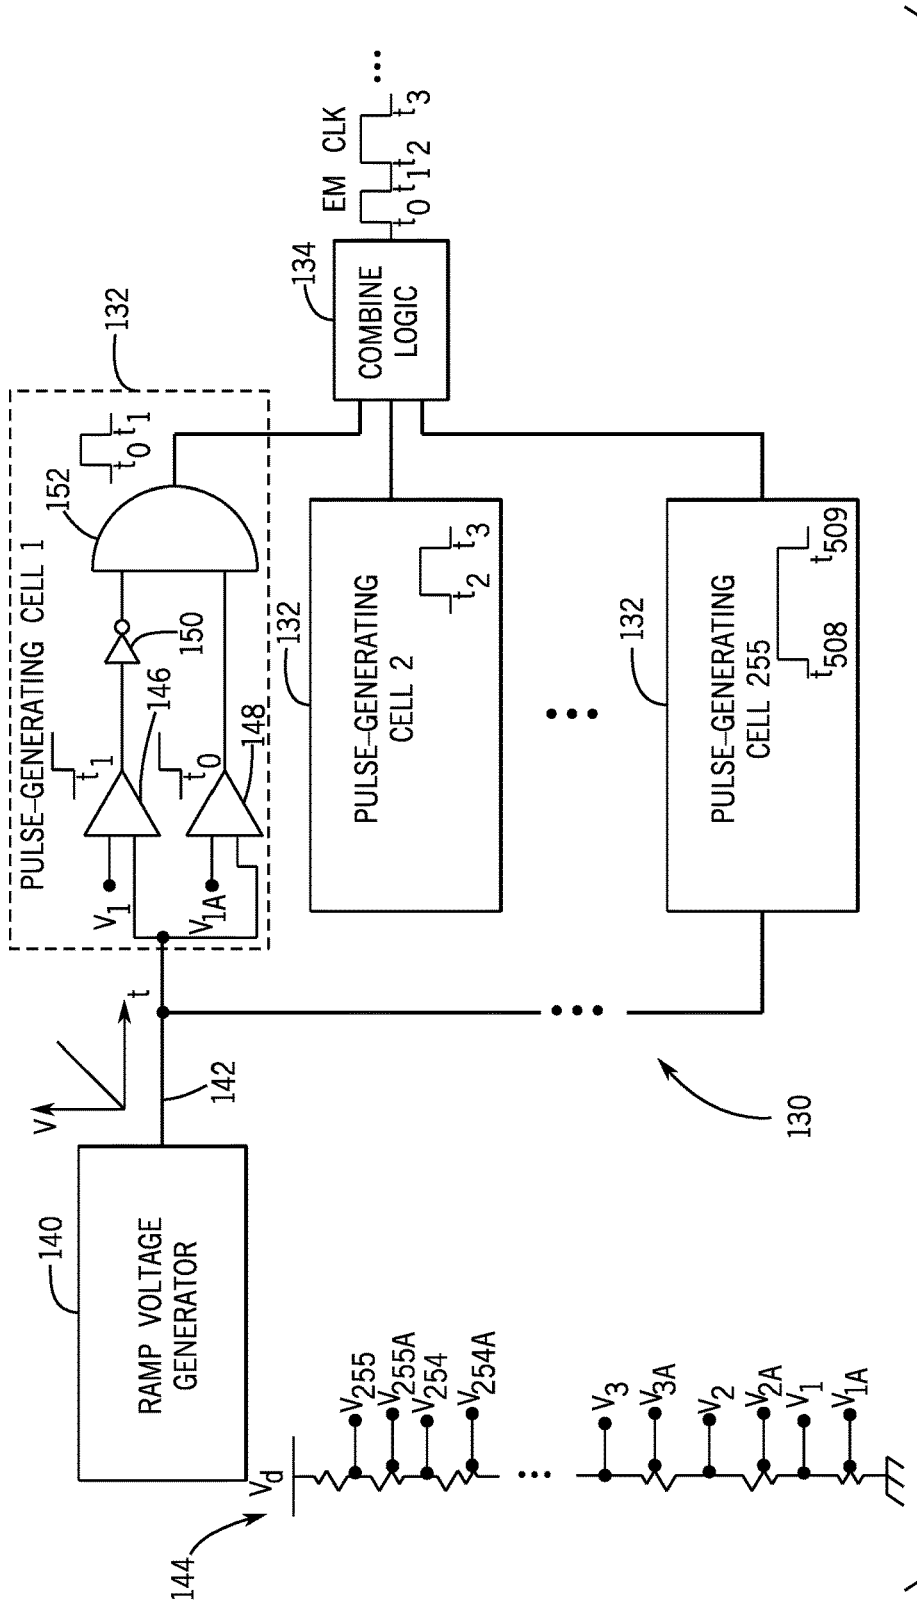 140
RAMP VOLTAGE
GENERATOR
V
t
142
PULSE–GENERATING CELL 1
132
V1
V1A
t1
146
t0
148
150
152
t0 t1
134
COMBINE
LOGIC
EM CLK
t0 t1 t2 t3
132
PULSE–GENERATING
CELL 2
t2 t3
132
PULSE–GENERATING
CELL 255
t508 t509
130
144
Vd
V255
V255A
V254
V254A
V3
V3A
V2
V2A
V1
V1A